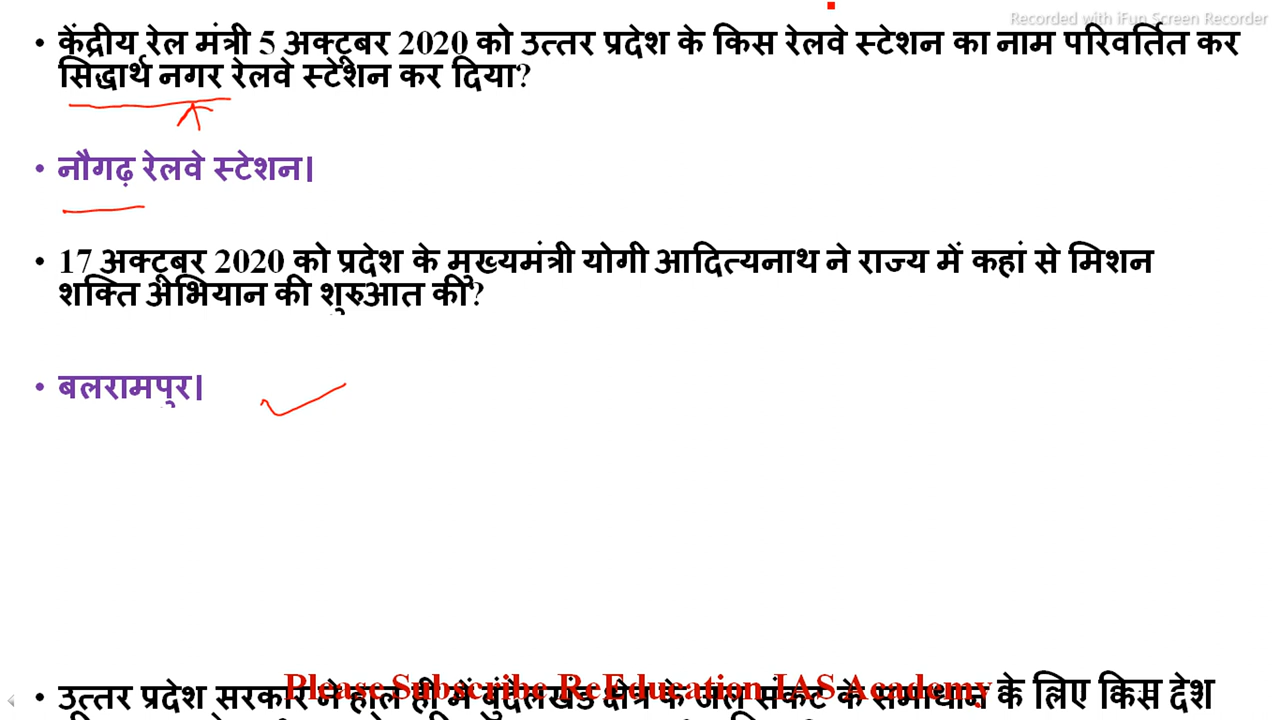 Recorded with iFun Screen Recorder
• केंद्रीय रेल मंत्री 5 अक्टूबर 2020 को उत्तर प्रदेश के किस रेलवे स्टेशन का नाम परिवर्तित कर
सिद्धार्थ नगर रेलवे स्टेशन कर दिया?
• नौगढ़ रेलवे स्टेशन।
• 17 अक्टूबर 2020 को प्रदेश के मुख्यमंत्री योगी आदित्यनाथ ने राज्य में कहां से मिशन
शक्ति अभियान की शुरुआत की?
• बलरामपुर।
Please Subscribe ReEducation IAS Academy
• उत्तर प्रदेश सरकार ने हाल ही में बुंदेलखंड क्षेत्र के जल संकट के समाधान के लिए किस देश